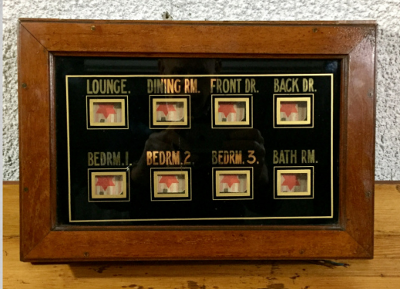 LOUNGE. DINING RM. FRONT DR. BACK DR.
BEDRM.1. BEDRM.2. BEDRM.3. BATH RM.